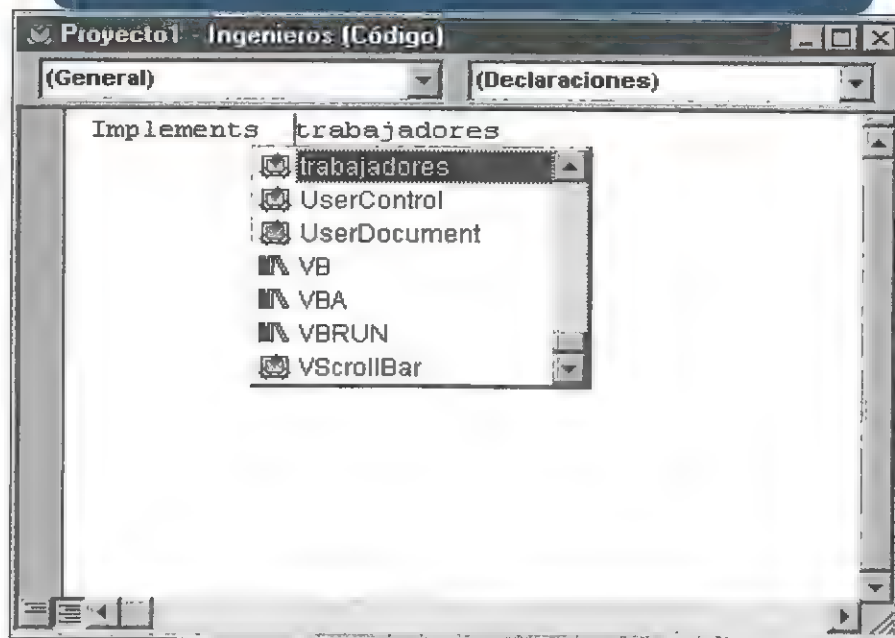 Proyecto1 - Ingenieros (Código)
(General) (Declaraciones)
Implements trabajadores
trabajadores
UserControl
UserDocument
VB
VBA
VBRUN
VScrollBar